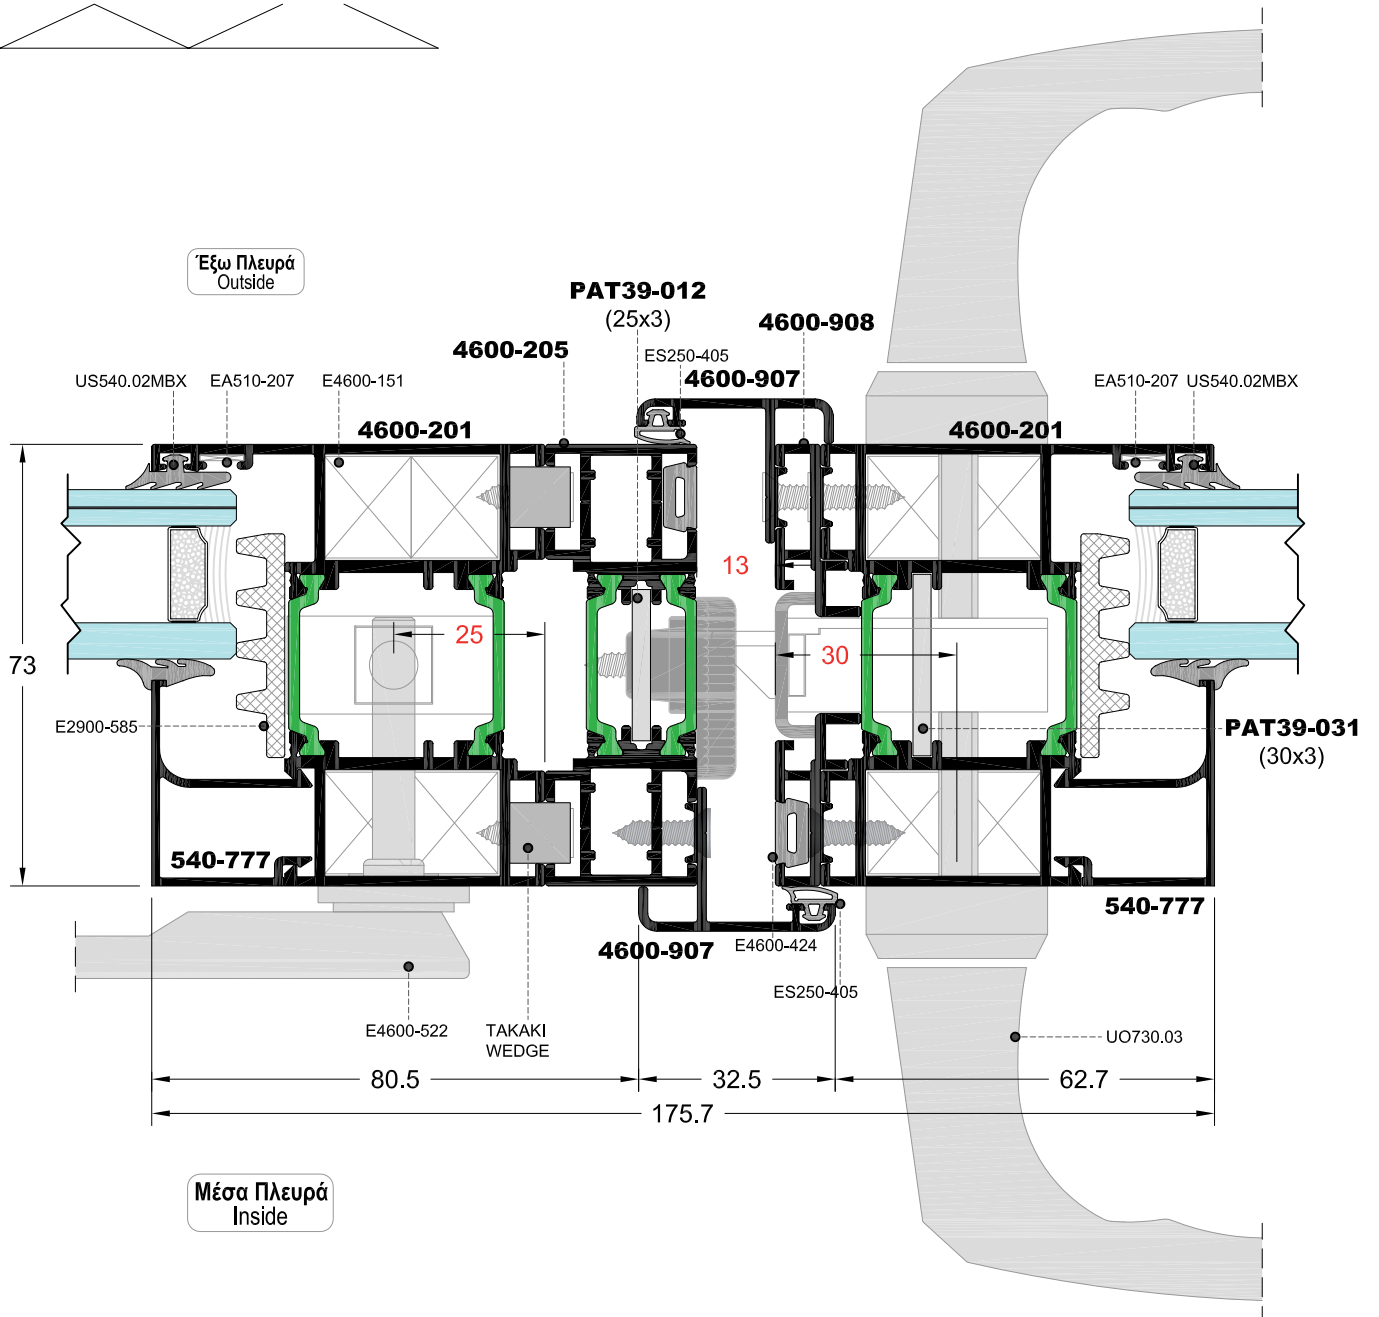 Έξω Πλευρά
Outside
PAT39-012
(25x3)
4600-908
4600-205
ES250-405
4600-907
US540.02MBX
EA510-207
E4600-151
EA510-207
US540.02MBX
4600-201
4600-201
13
25
30
73
E2900-585
PAT39-031
(30x3)
540-777
540-777
4600-907
E4600-424
ES250-405
E4600-522
TAKAKI
WEDGE
UO730.03
80.5
32.5
62.7
175.7
Μέσα Πλευρά
Inside